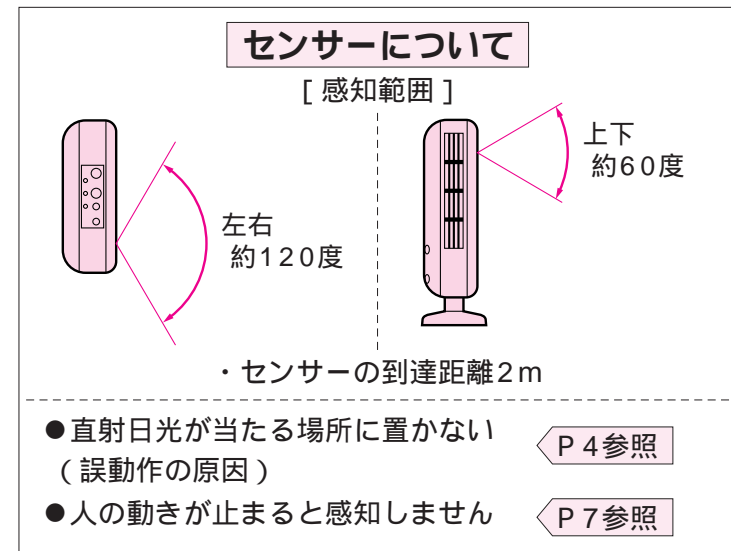 センサーについて
[ 感知範囲 ]
左右
約120度
上下
約60度
・センサーの到達距離2m
●直射日光が当たる場所に置かない
(誤動作の原因)
P4参照
●人の動きが止まると感知しません
P7参照